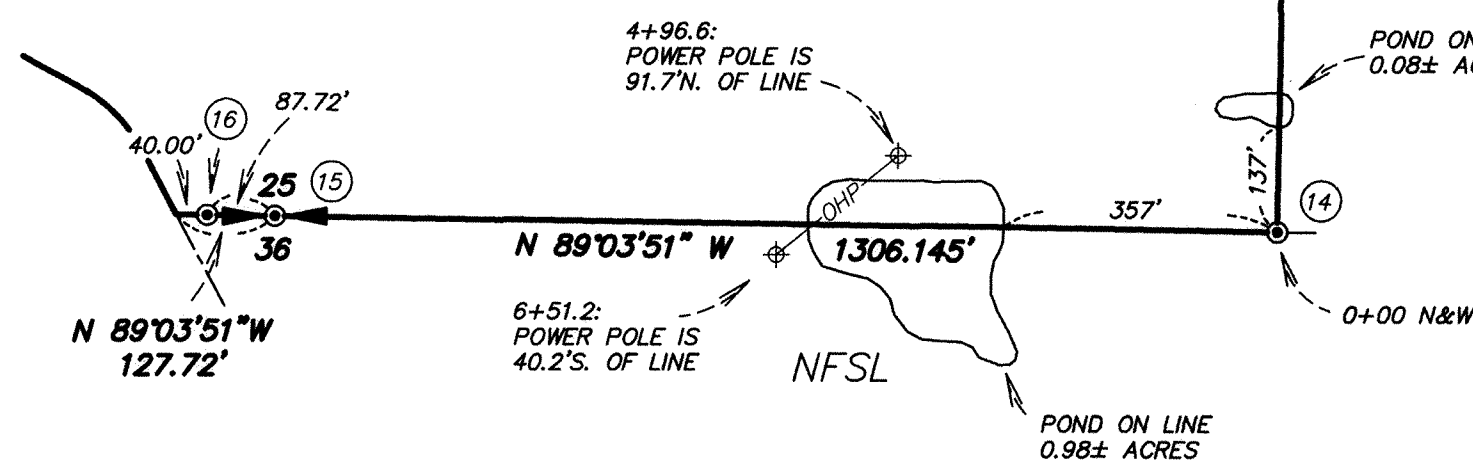 4+96.6:
POWER POLE IS
91.7'N. OF LINE
POND ON
0.08± AC
87.72'
16
40.00'
25
15
36
OHP
137'
14
357'
N 89°03'51" W
1306.145'
N 89°03'51"W
127.72'
6+51.2:
POWER POLE IS
40.2'S. OF LINE
NFSL
0+00 N&W
POND ON LINE
0.98± ACRES